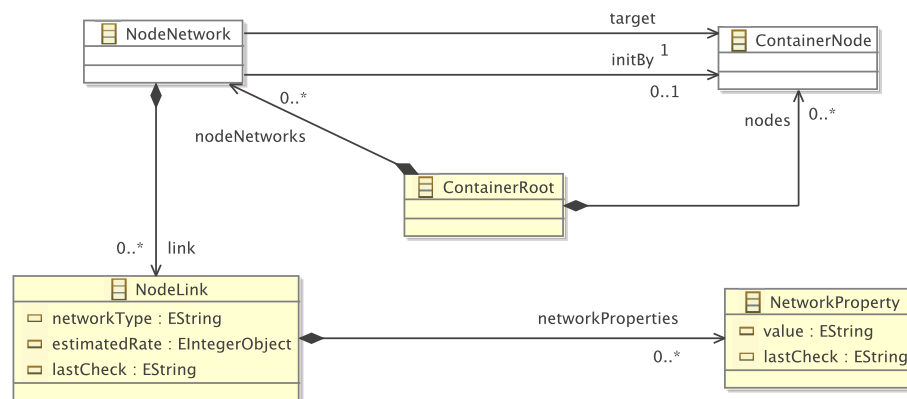 target
NodeNetwork
ContainerNode
1
initBy
0..*
0..1
nodes
0..*
nodeNetworks
ContainerRoot
0..*
link
NodeLink
networkType : EString
estimatedRate : EIntegerObject
lastCheck : EString
networkProperties
0..*
NetworkProperty
value : EString
lastCheck : EString